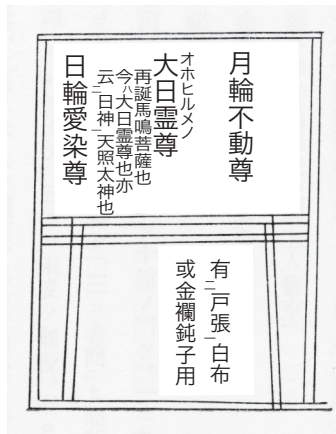 月輪不動尊
オホヒルメノ
大日霊尊
再誕馬鳴菩薩也
今ハ大日霊尊也亦
云二日神一天照太神也
日輪愛染尊
有二戸張一白布
或金襴鈍子用